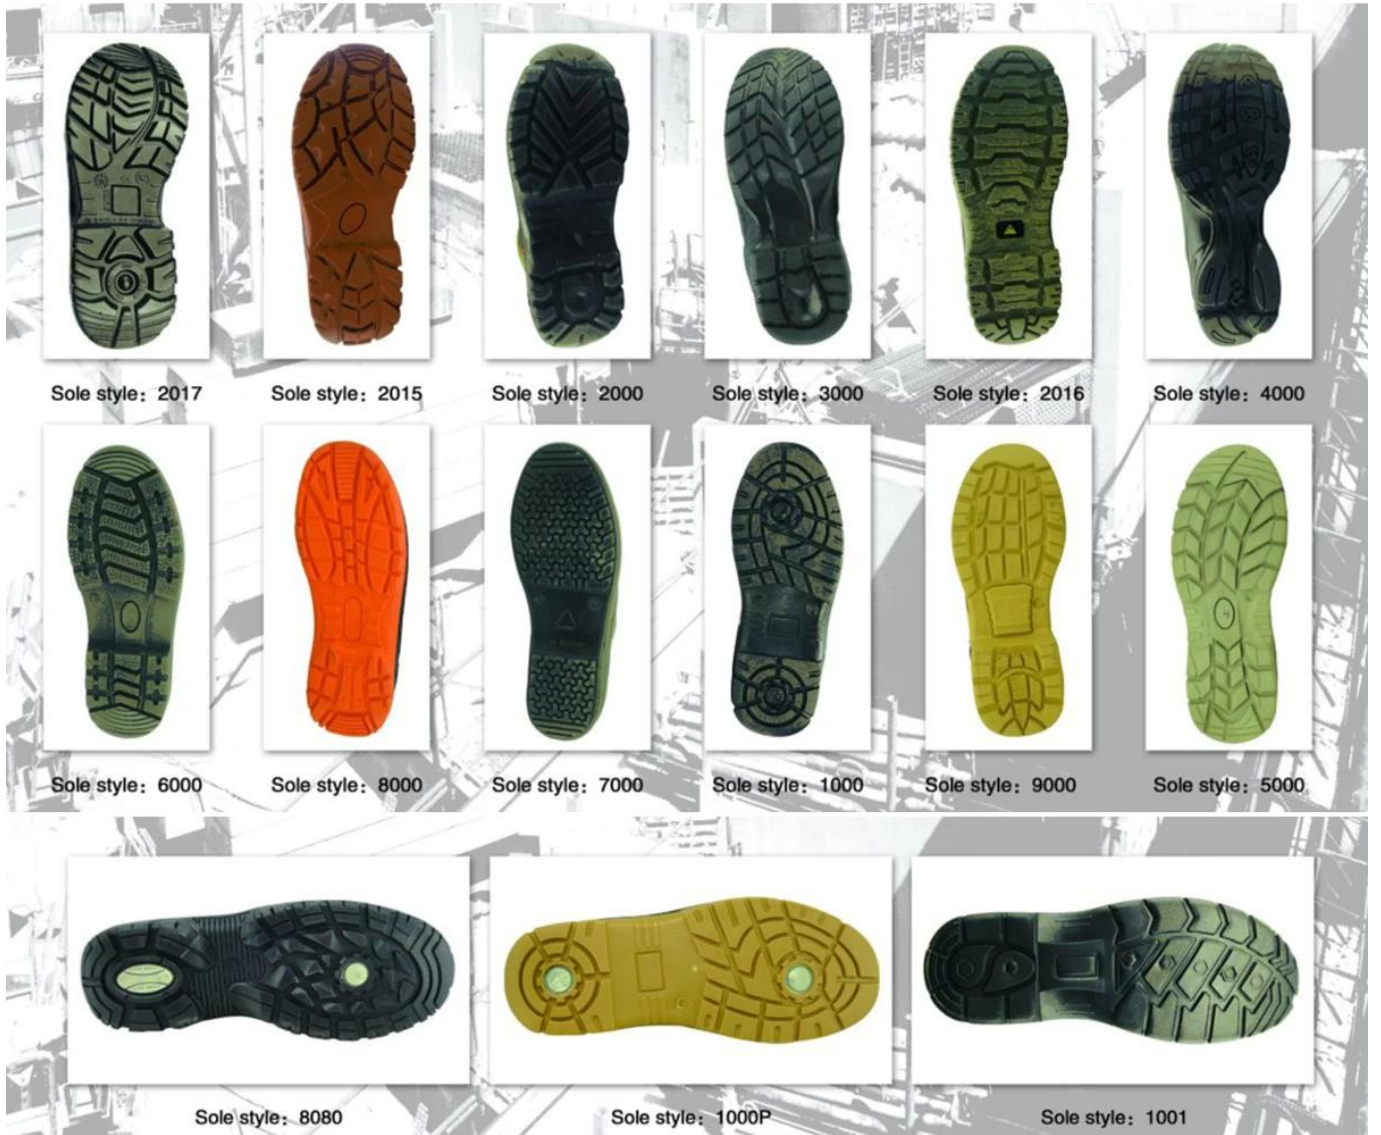 Sole style：2017
Sole style：2015
Sole style：2000
Sole style：3000
Sole style：2016
Sole style：4000
Sole style：6000
Sole style：8000
Sole style：7000
Sole style：1000
Sole style：9000
Sole style：5000
Sole style：8080
Sole style：1000P
Sole style：1001